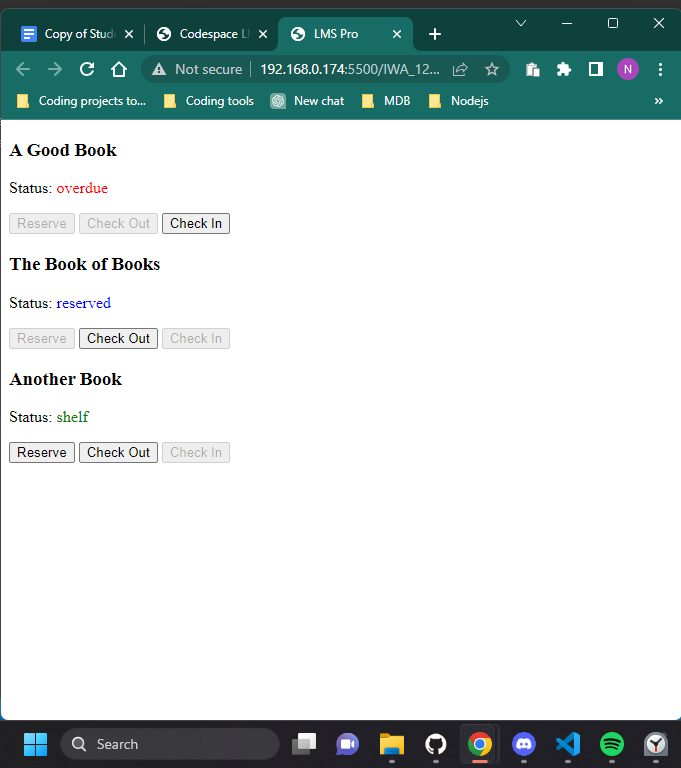 Copy of Stude
Codespace L
LMS Pro
Not secure
192.168.0.174:5500/IWA_12...
N
Coding projects to...
Coding tools
New chat
MDB
Nodejs
»
A Good Book
Status: overdue
Reserve Check Out Check In
The Book of Books
Status: reserved
Reserve Check Out Check In
Another Book
Status: shelf
Reserve Check Out Check In
Search